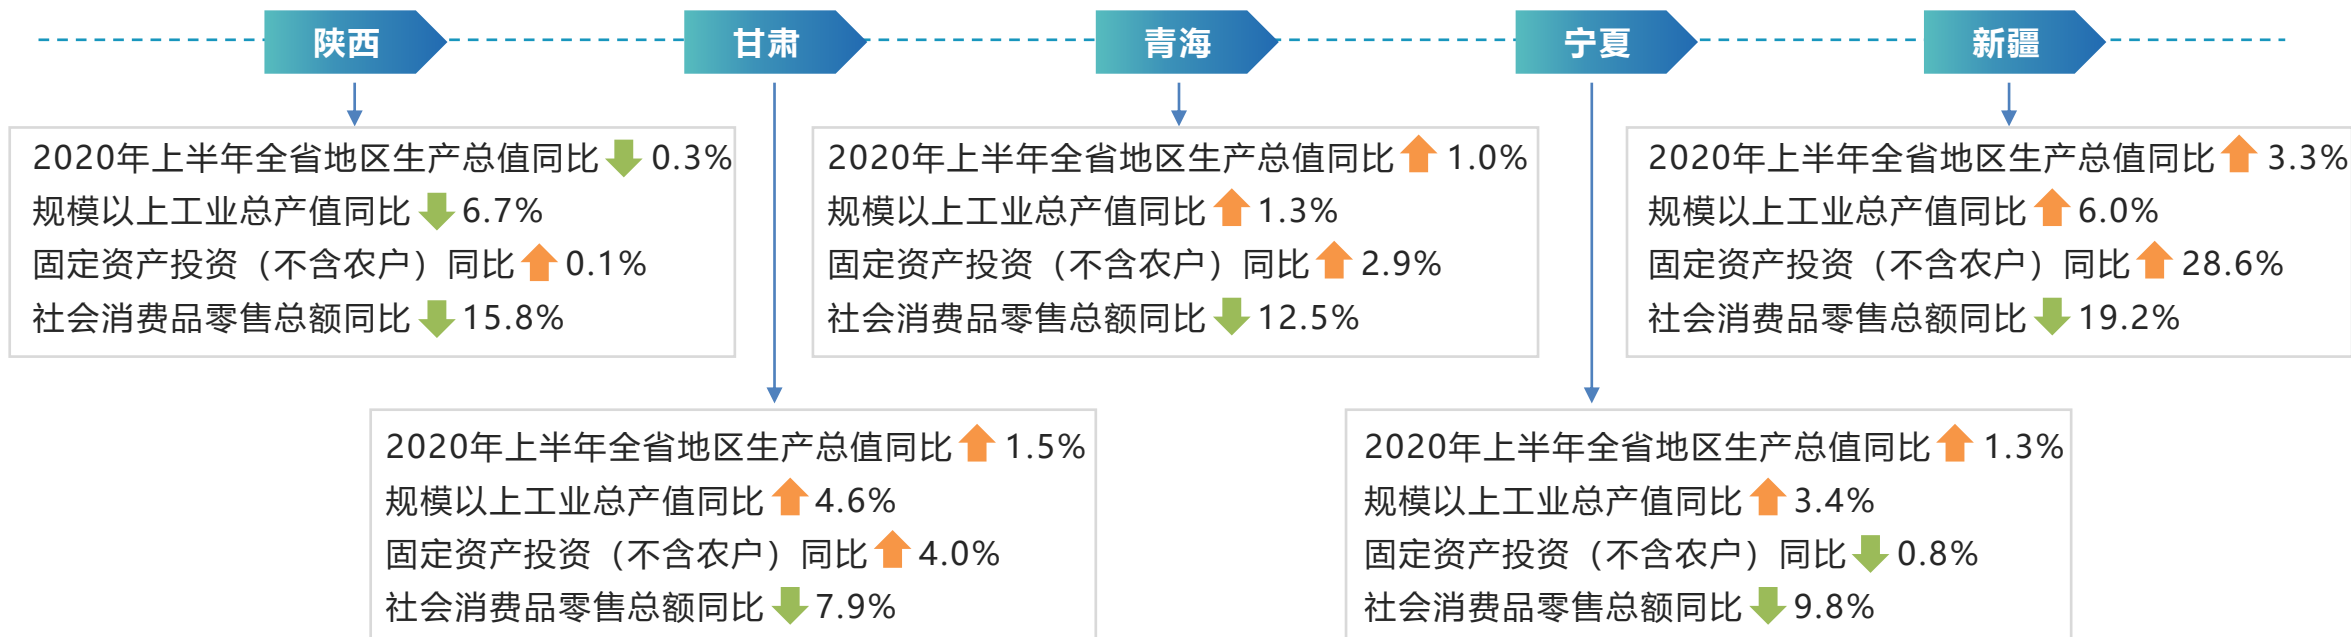 陕西
甘肃
青海
宁夏
新疆
2020年上半年全省地区生产总值同比 0.3%
规模以上工业总产值同比 6.7%
固定资产投资（不含农户）同比 0.1%
社会消费品零售总额同比 15.8%
2020年上半年全省地区生产总值同比 1.0%
规模以上工业总产值同比 1.3%
固定资产投资（不含农户）同比 2.9%
社会消费品零售总额同比 12.5%
2020年上半年全省地区生产总值同比 3.3%
规模以上工业总产值同比 6.0%
固定资产投资（不含农户）同比 28.6%
社会消费品零售总额同比 19.2%
2020年上半年全省地区生产总值同比 1.5%
规模以上工业总产值同比 4.6%
固定资产投资（不含农户）同比 4.0%
社会消费品零售总额同比 7.9%
2020年上半年全省地区生产总值同比 1.3%
规模以上工业总产值同比 3.4%
固定资产投资（不含农户）同比 0.8%
社会消费品零售总额同比 9.8%